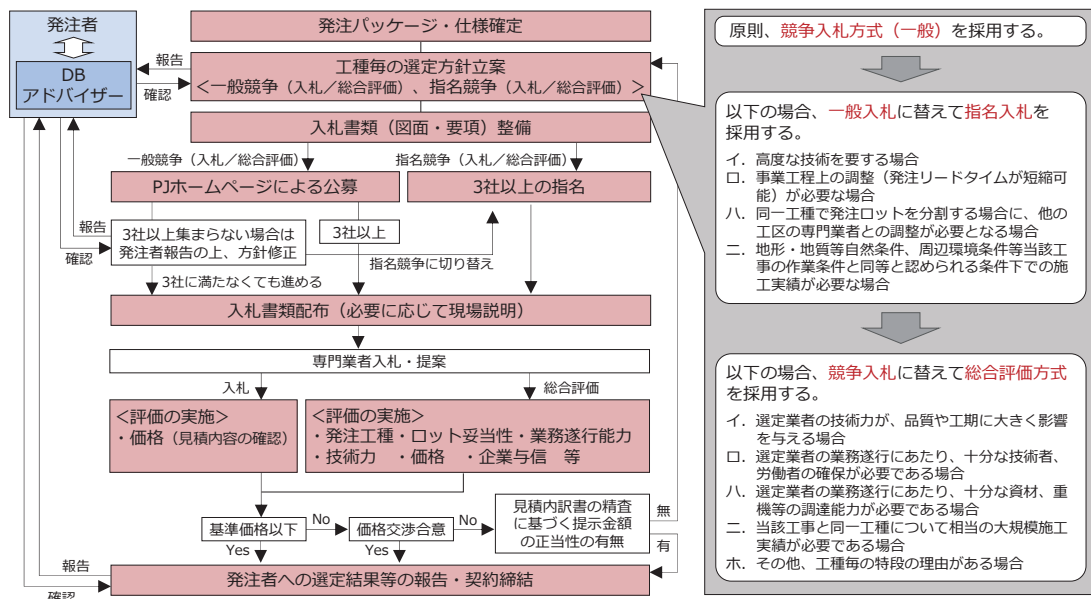 発注者
DB
アドバイザー
報告
確認
発注パッケージ・仕様確定
工種毎の選定方針立案
＜一般競争（入札／総合評価）、指名競争（入札／総合評価）＞
入札書類（図面・要項）整備
一般競争（入札／総合評価）
指名競争（入札／総合評価）
PJホームページによる公募
3社以上の指名
報告
確認
3社以上集まらない場合は
発注者報告の上、方針修正
3社以上
指名競争に切り替え
3社に満たなくても進める
入札書類配布（必要に応じて現場説明）
専門業者入札・提案
入札
総合評価
＜評価の実施＞
・価格（見積内容の確認）
＜評価の実施＞
・発注工種・ロット妥当性・業務遂行能力
・技術力　・価格　・企業与信　等
基準価格以下
No
価格交渉合意
No
見積内訳書の精査
に基づく提示金額
の正当性の有無
無
有
Yes
Yes
報告
確認
発注者への選定結果等の報告・契約締結
原則、競争入札方式（一般）を採用する。
以下の場合、一般入札に替えて指名入札を
採用する。
イ．高度な技術を要する場合
ロ．事業工程上の調整（発注リードタイムが短縮可
能）が必要な場合
ハ．同一工種で発注ロットを分割する場合に、他の
工区の専門業者との調整が必要となる場合
ニ．地形・地質等自然条件、周辺環境条件等当該工
事の作業条件と同等と認められる条件下での施
工実績が必要な場合
以下の場合、競争入札に替えて総合評価方式
を採用する。
イ．選定業者の技術力が、品質や工期に大きく影響
を与える場合
ロ．選定業者の業務遂行にあたり、十分な技術者、
労働者の確保が必要である場合
ハ．選定業者の業務遂行にあたり、十分な資材、重
機等の調達能力が必要である場合
ニ．当該工事と同一工種について相当の大規模施工
実績が必要である場合
ホ．その他、工種毎の特段の理由がある場合